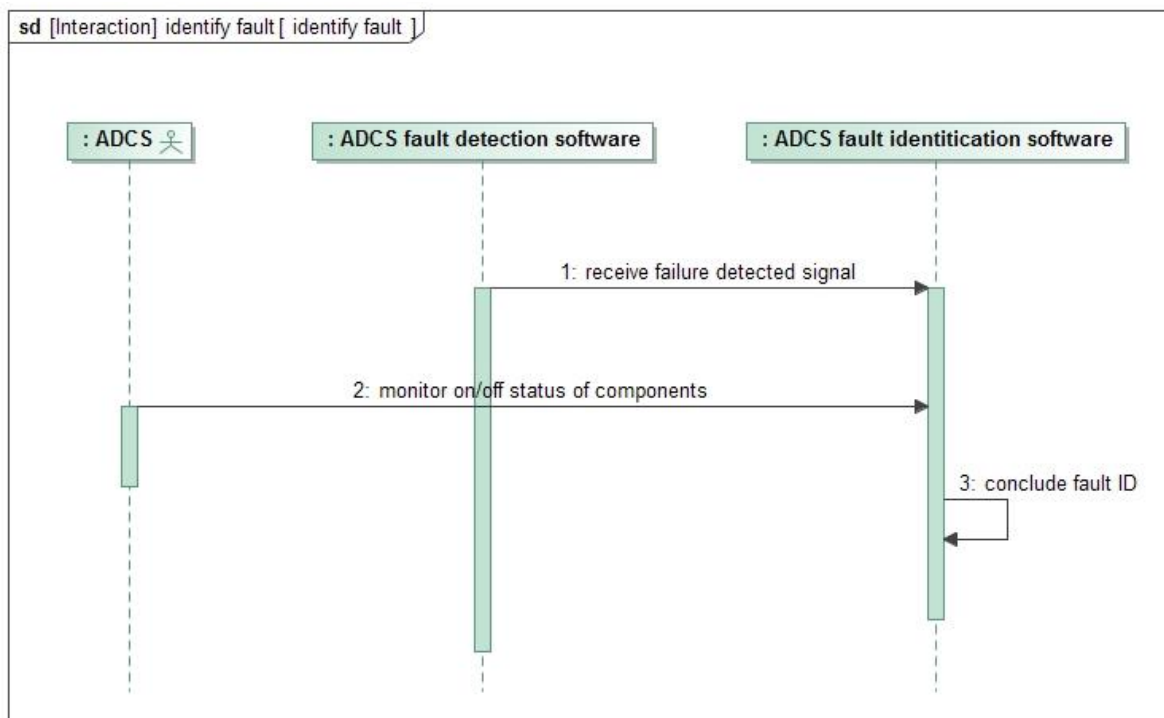 sd [Interaction] identify fault [ identify fault ]
: ADCS
: ADCS fault detection software
: ADCS fault identitication software
1: receive failure detected signal
2: monitor on/off status of components
3: conclude fault ID